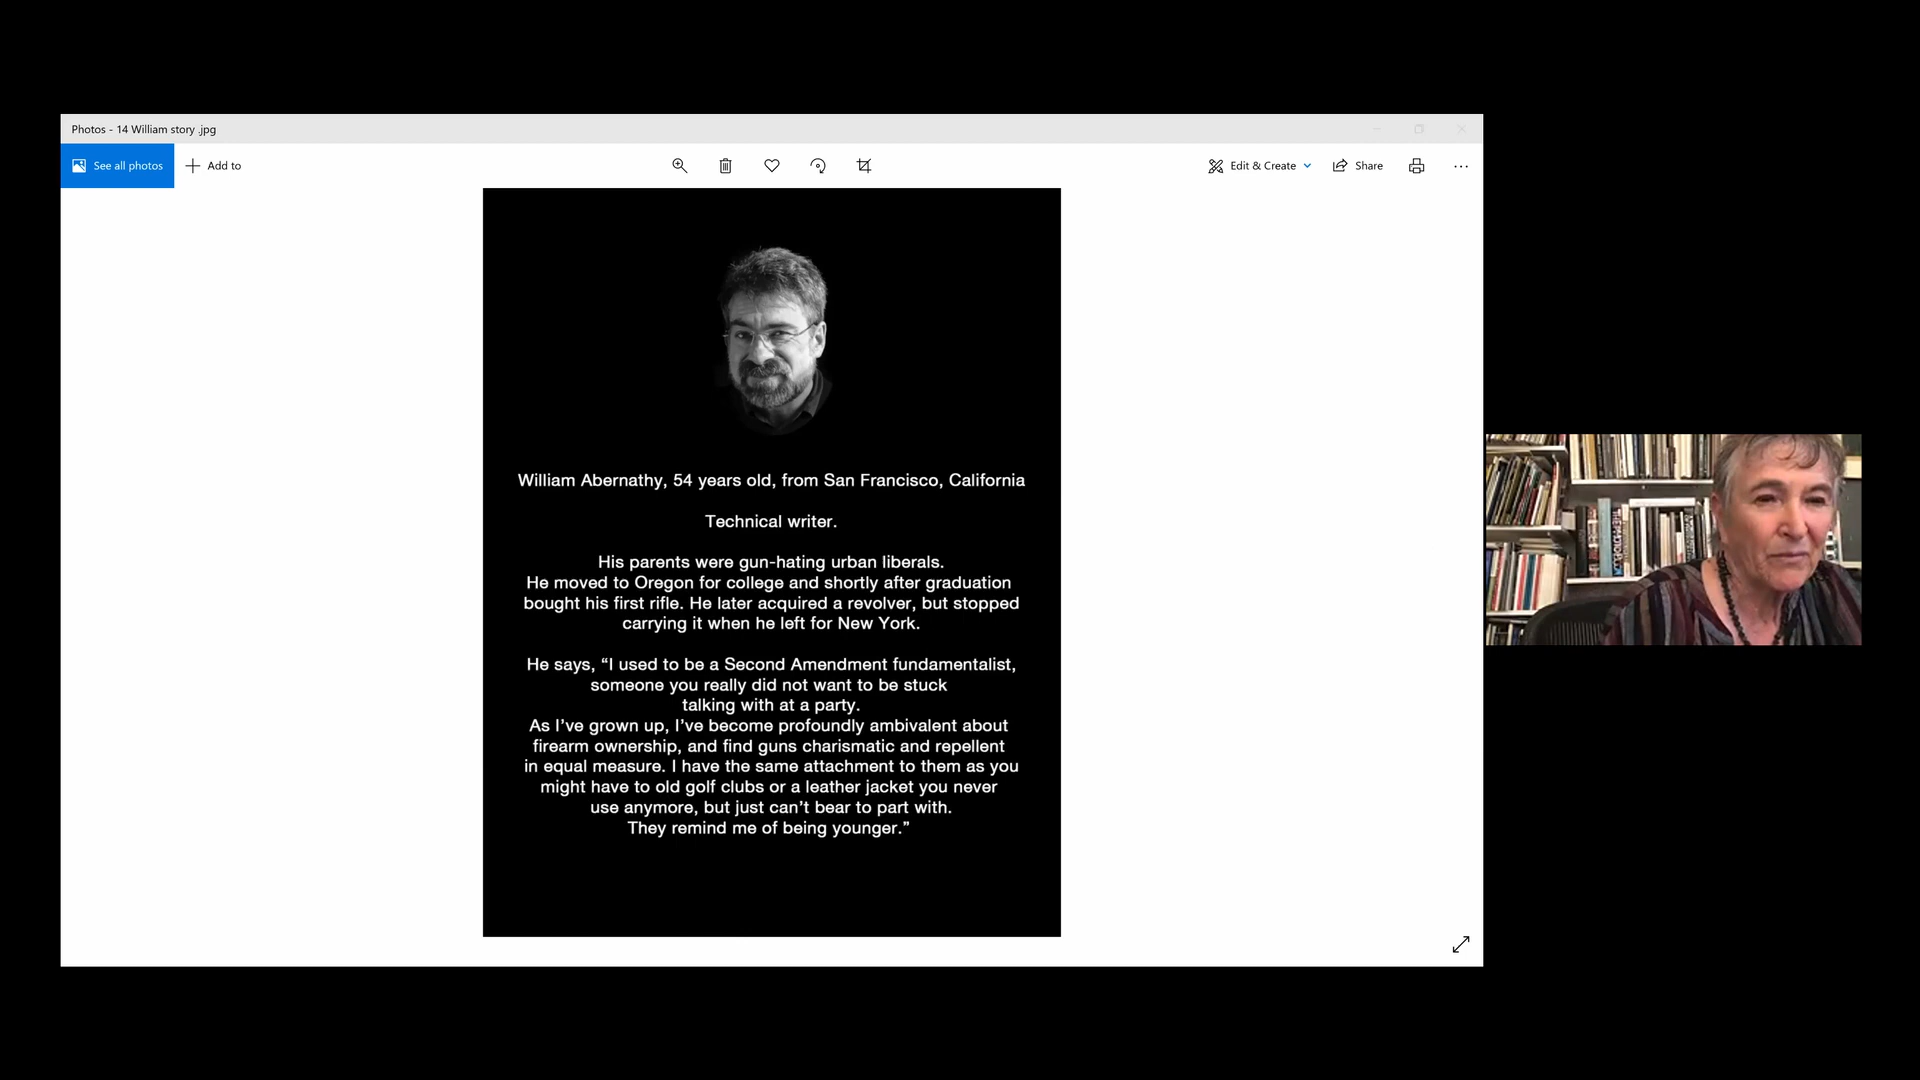 Photos - 14 William story .jpg
See all photos
Add to
Edit & Create
Share
William Abernathy, 54 years old, from San Francisco, California
Technical writer.
His parents were gun-hating urban liberals.
He moved to Oregon for college and shortly after graduation
bought his first rifle. He later acquired a revolver, but stopped
carrying it when he left for New York.
He says, “I used to be a Second Amendment fundamentalist,
someone you really did not want to be stuck
talking with at a party.
As I’ve grown up, I’ve become profoundly ambivalent about
firearm ownership, and find guns charismatic and repellent
in equal measure. I have the same attachment to them as you
might have to old golf clubs or a leather jacket you never
use anymore, but just can’t bear to part with.
They remind me of being younger.”